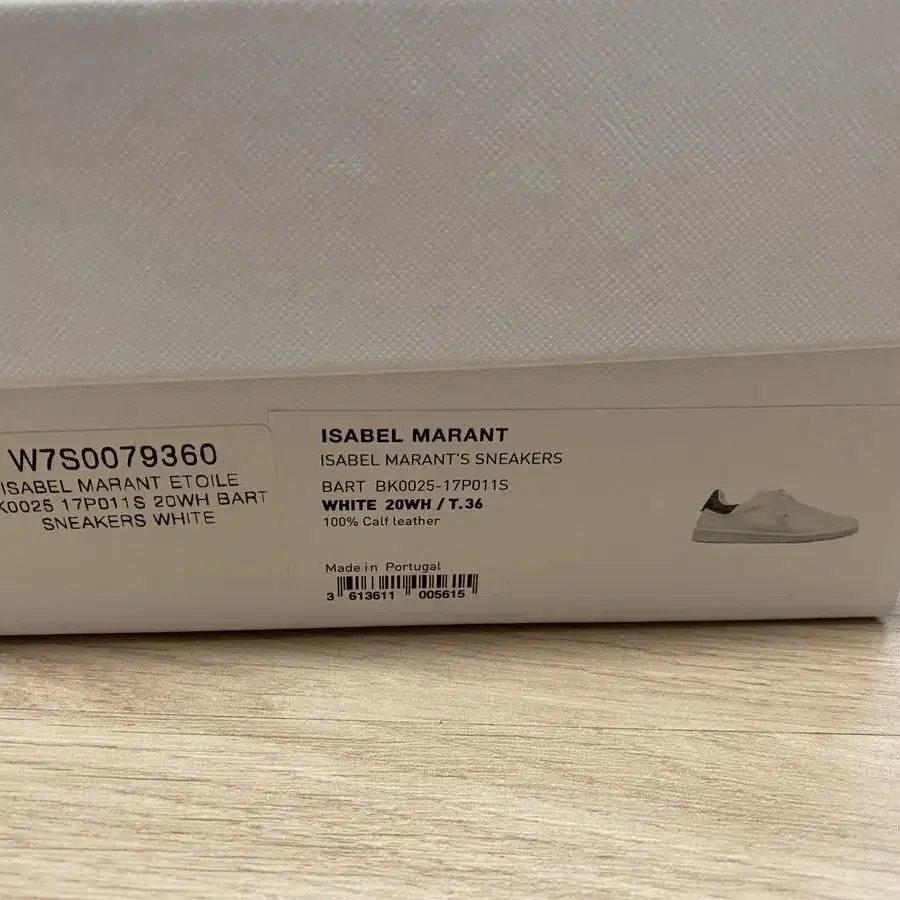 W7S0079360
ISABEL MARANT ETOILE
K0025 17P011S 20WH BART
SNEAKERS WHITE
ISABEL MARANT
ISABEL MARANT'S SNEAKERS
BART BK0025-17P011S
WHITE 20WH / T.36
100% Calf leather
Made in Portugal
3 613611 005615